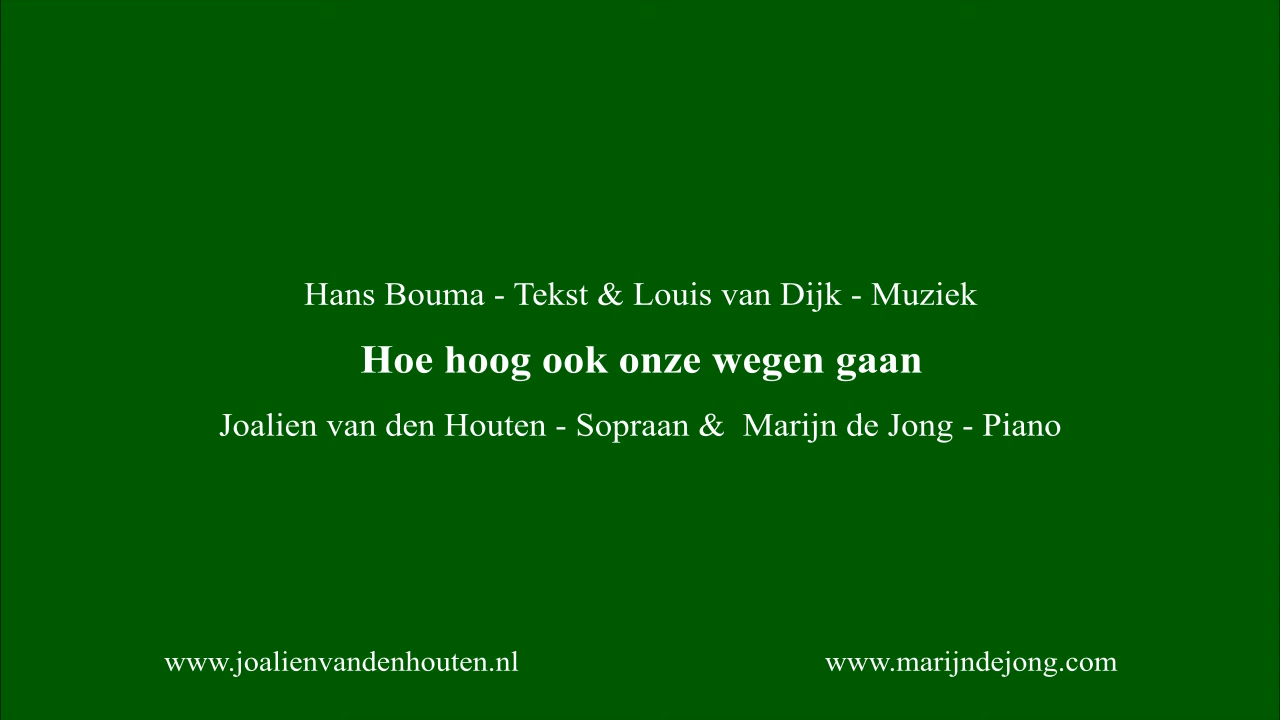 Hans Bouma - Tekst & Louis van Dijk - Muziek
Hoe hoog ook onze wegen gaan
Joalien van den Houten - Sopraan &  Marijn de Jong - Piano
www.joalienvandenhouten.nl
www.marijndejong.com